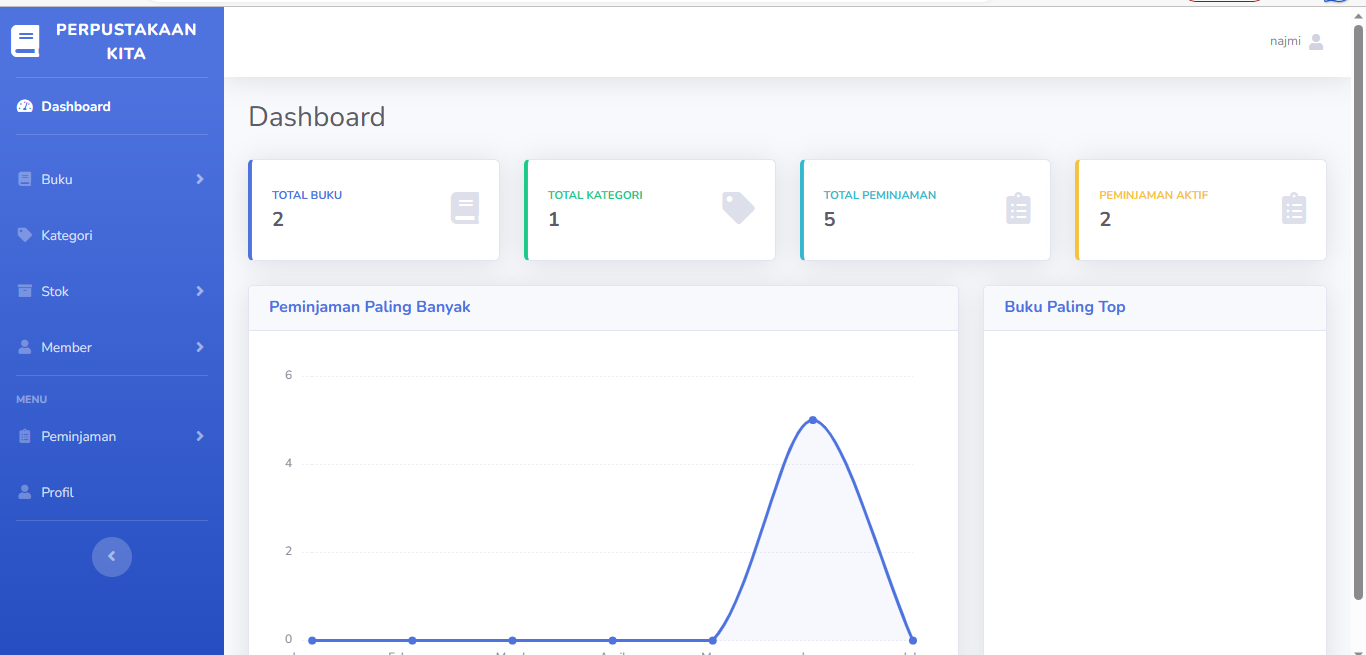 PERPUSTAKAAN
KITA
najmi
Dashboard
Dashboard
TOTAL BUKU
2
TOTAL KATEGORI
1
TOTAL PEMINJAMAN
5
PEMINJAMAN AKTIF
2
Buku
Kategori
Stok
Member
MENU
Peminjaman
Profil
Peminjaman Paling Banyak
6
4
2
0
Buku Paling Top